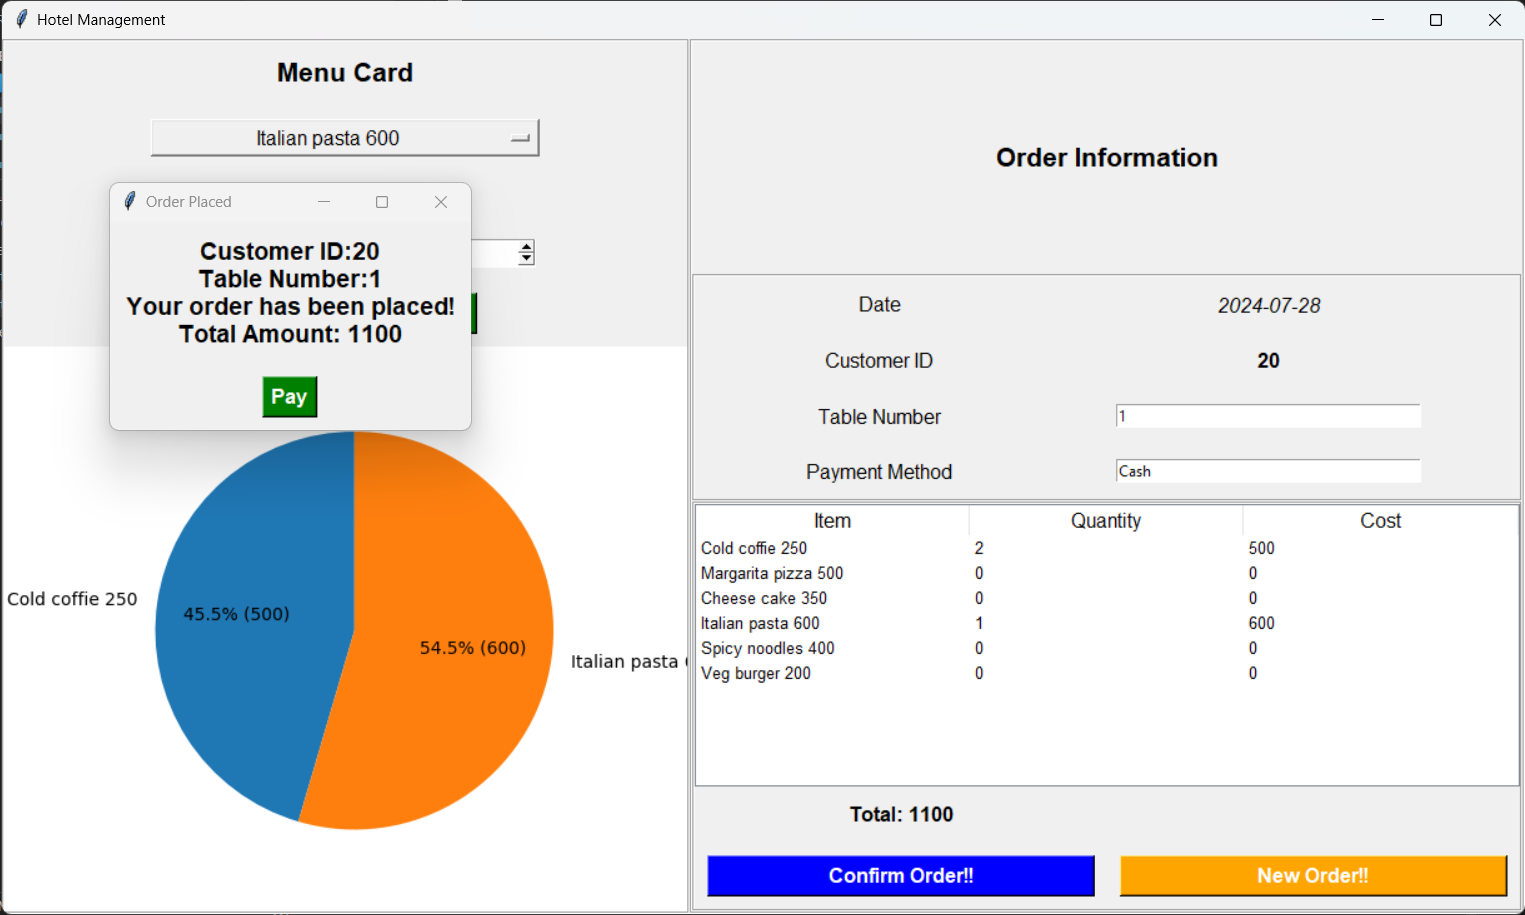 Hotel Management
Menu Card
Italian pasta 600
Order Placed
Customer ID:20
Table Number:1
Your order has been placed!
Total Amount: 1100
Pay
Cold coffie 250
45.5% (500)
54.5% (600)
Italian pasta
Order Information
Date 2024-07-28
Customer ID 20
Table Number 1
Payment Method Cash
Item Quantity Cost
Cold coffie 250 2 500
Margarita pizza 500 0 0
Cheese cake 350 0 0
Italian pasta 600 1 600
Spicy noodles 400 0 0
Veg burger 200 0 0
Total: 1100
Confirm Order!!
New Order!!